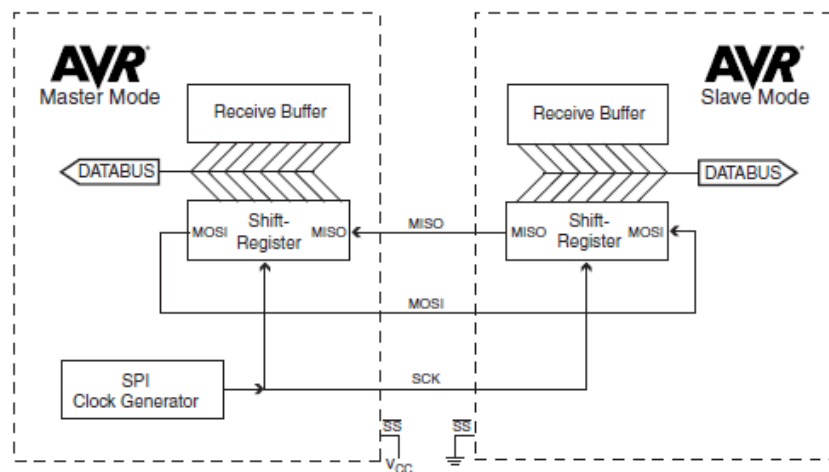 AVR®
Master Mode
Receive Buffer
DATABUS
MOSI
Shift-
Register
MISO
SPI
Clock Generator
MISO
MOSI
SCK
SS
VCC
SS
AVR®
Slave Mode
Receive Buffer
DATABUS
MISO
Shift-
Register
MOSI